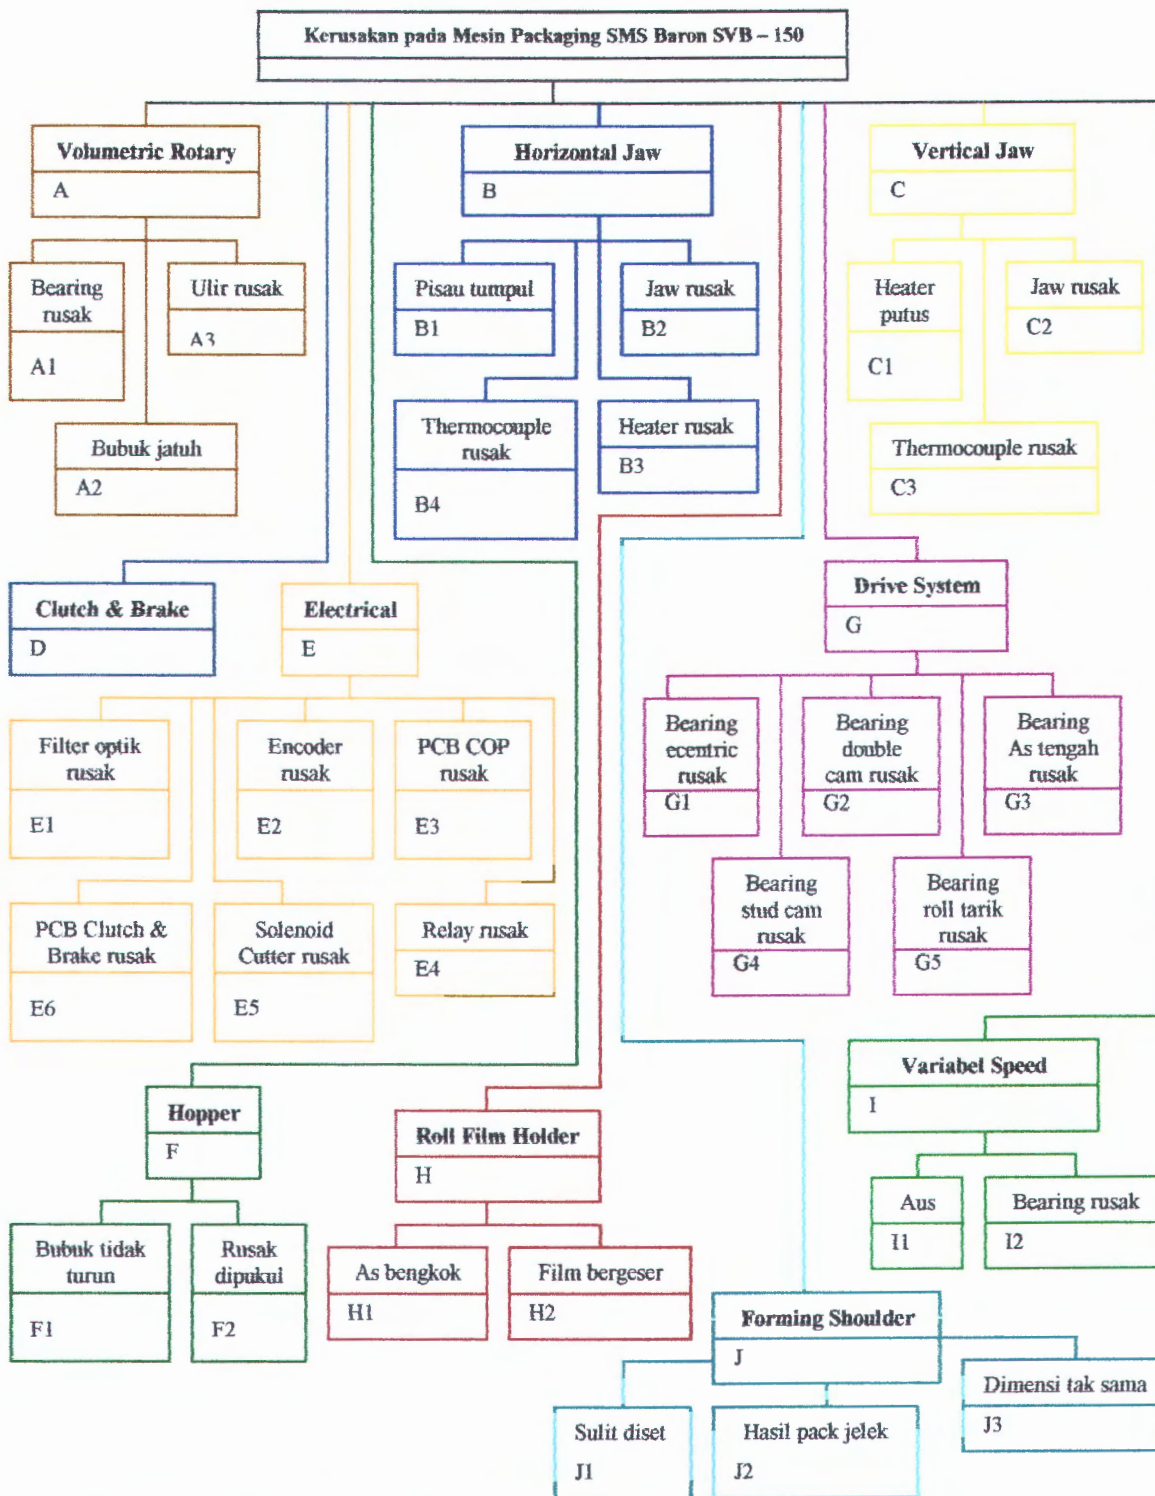 Kerusakan pada Mesin Packaging SMS Baron SVB – 150
Volumetric Rotary
A
Horizontal Jaw
B
Vertical Jaw
C
Bearing
rusak
A1
Ulir rusak
A3
Bubuk jatuh
A2
Pisau tumpul
B1
Jaw rusak
B2
Thermocouple
rusak
B4
Heater rusak
B3
Heater
putus
C1
Jaw rusak
C2
Thermocouple rusak
C3
Clutch & Brake
D
Electrical
E
Drive System
G
Filter optik
rusak
E1
Encoder
rusak
E2
PCB COP
rusak
E3
PCB Clutch &
Brake rusak
E6
Solenoid
Cutter rusak
E5
Relay rusak
E4
Bearing
ecentric
rusak
G1
Bearing
double
cam rusak
G2
Bearing
As tengah
rusak
G3
Bearing
stud cam
rusak
G4
Bearing
roll tarik
rusak
G5
Hopper
F
Roll Film Holder
H
Variabel Speed
I
Bubuk tidak
turun
F1
Rusak
dipukul
F2
As bengkok
H1
Film bergeser
H2
Aus
I1
Bearing rusak
I2
Forming Shoulder
J
Sulit diset
J1
Hasil pack jelek
J2
Dimensi tak sama
J3